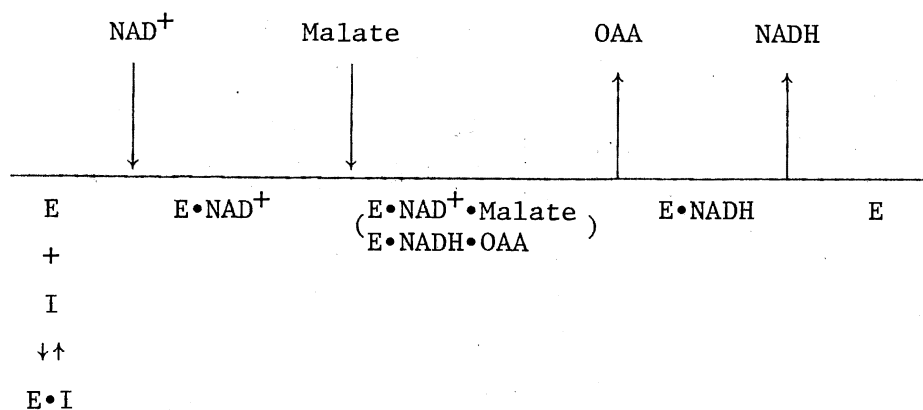 NAD⁺ Malate OAA NADH
E E•NAD⁺ (E•NAD⁺•Malate) E•NADH E
E•NADH•OAA
+
I
↓↑
E•I